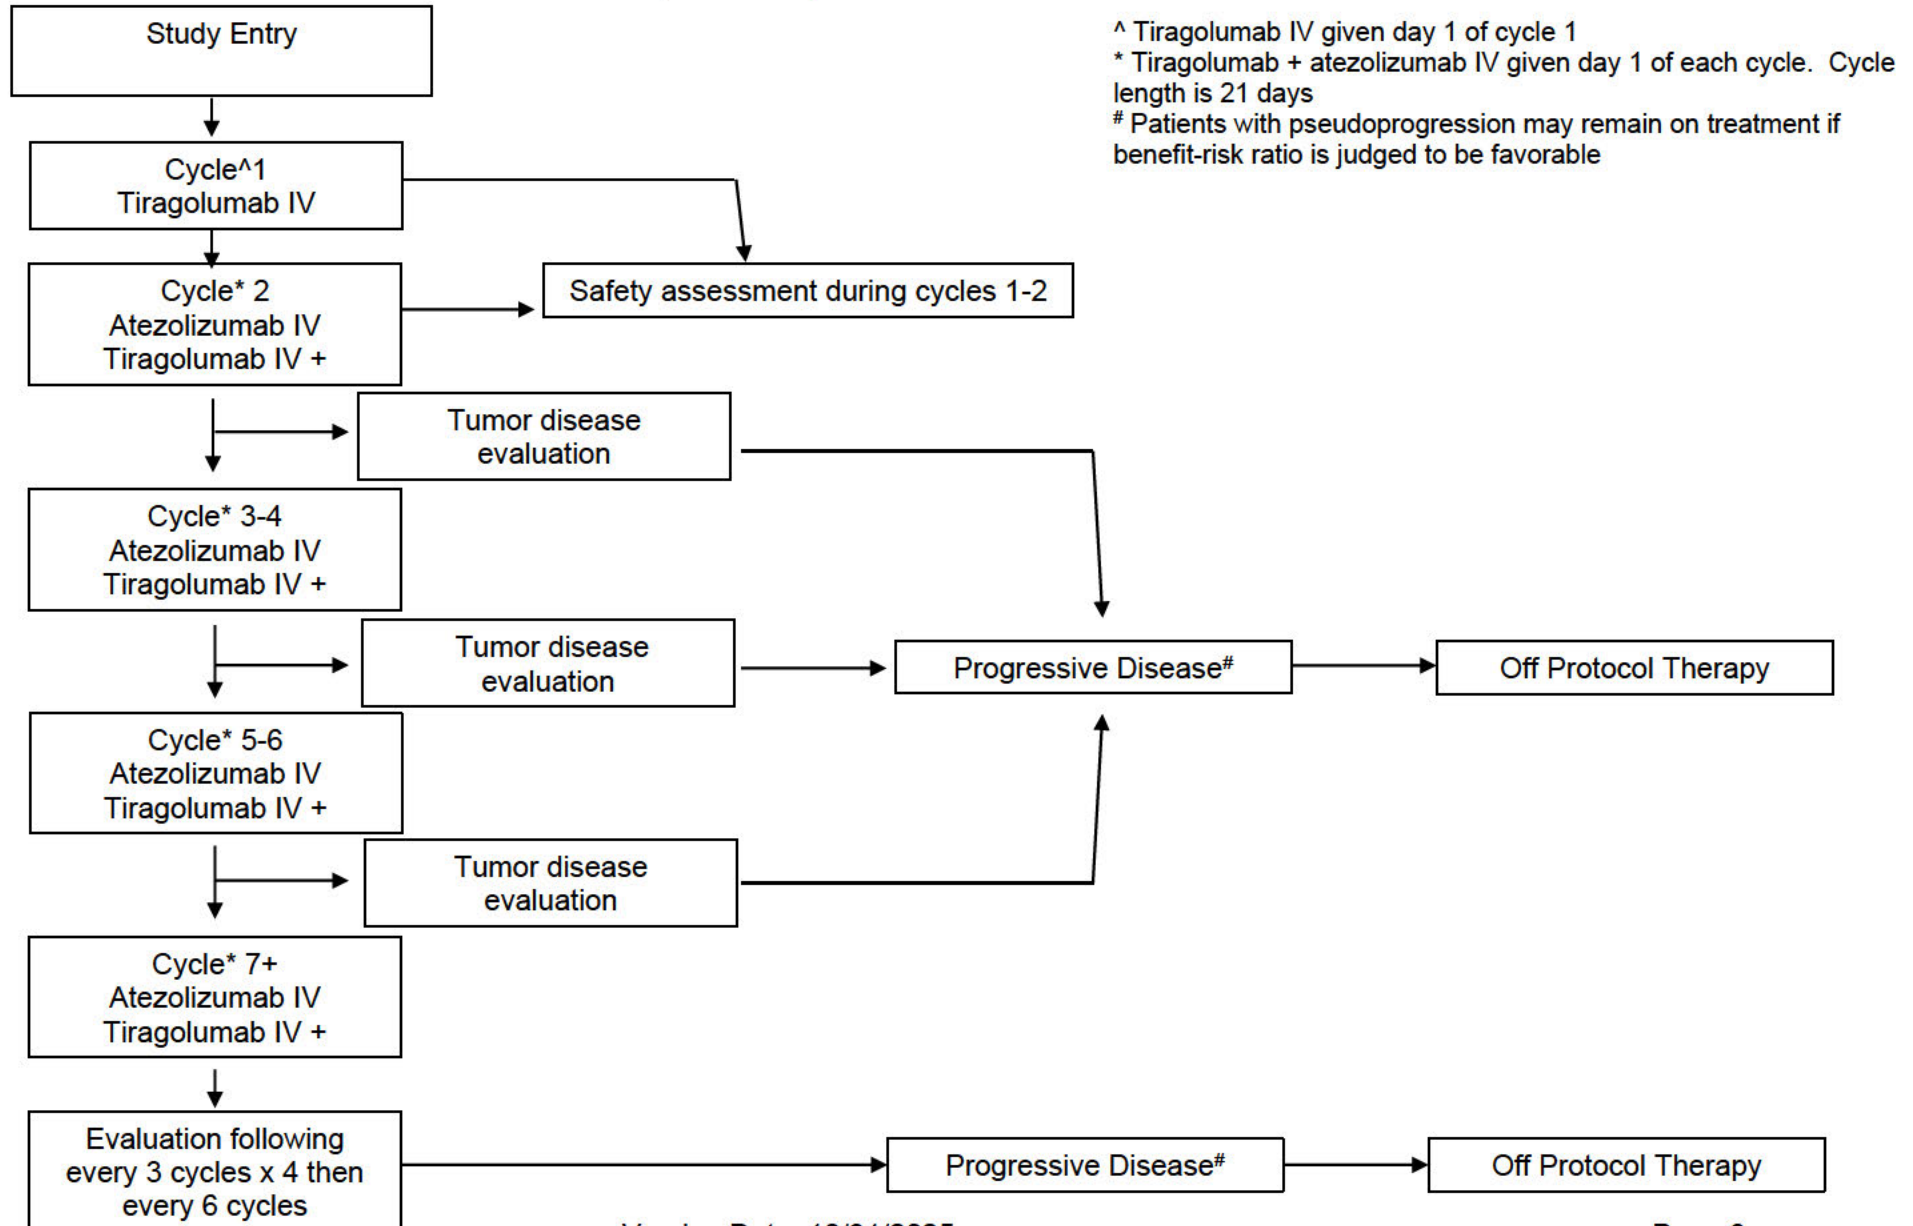 Study Entry
^ Tiragolumab IV given day 1 of cycle 1
* Tiragolumab + atezolizumab IV given day 1 of each cycle.  Cycle
length is 21 days
# Patients with pseudoprogression may remain on treatment if
benefit-risk ratio is judged to be favorable
Cycle^1
Tiragolumab IV
Cycle* 2
Atezolizumab IV
Tiragolumab IV +
Safety assessment during cycles 1-2
Tumor disease
evaluation
Cycle* 3-4
Atezolizumab IV
Tiragolumab IV +
Tumor disease
evaluation
Progressive Disease#
Off Protocol Therapy
Cycle* 5-6
Atezolizumab IV
Tiragolumab IV +
Tumor disease
evaluation
Cycle* 7+
Atezolizumab IV
Tiragolumab IV +
Evaluation following
every 3 cycles x 4 then
every 6 cycles
Progressive Disease#
Off Protocol Therapy